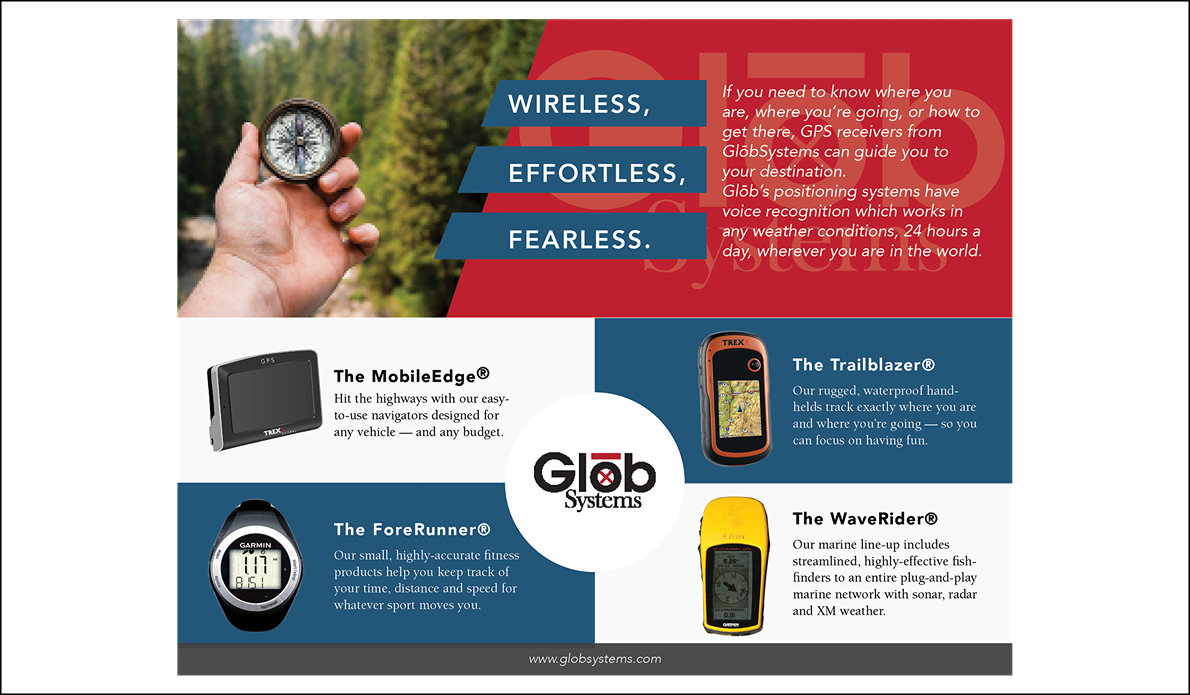 WIRELESS,
EFFORTLESS,
FEARLESS.
Glōb
Systems
If you need to know where you
are, where you're going, or how to
get there, GPS receivers from
GlōbSystems can guide you to
your destination.
Glōb's positioning systems have
voice recognition which works in
any weather conditions, 24 hours a
day, wherever you are in the world.
GPS
TREX
The MobileEdge®
Hit the highways with our easy-
to-use navigators designed for
any vehicle — and any budget.
TREX
The Trailblazer®
Our rugged, waterproof hand-
helds track exactly where you are
and where you're going — so you
can focus on having fun.
Glōb
Systems
GARMIN
The ForeRunner®
Our small, highly-accurate fitness
products help you keep track of
your time, distance and speed for
whatever sport moves you.
GARMIN
The WaveRider®
Our marine line-up includes
streamlined, highly-effective fish-
finders to an entire plug-and-play
marine network with sonar, radar
and XM weather.
www.globsystems.com